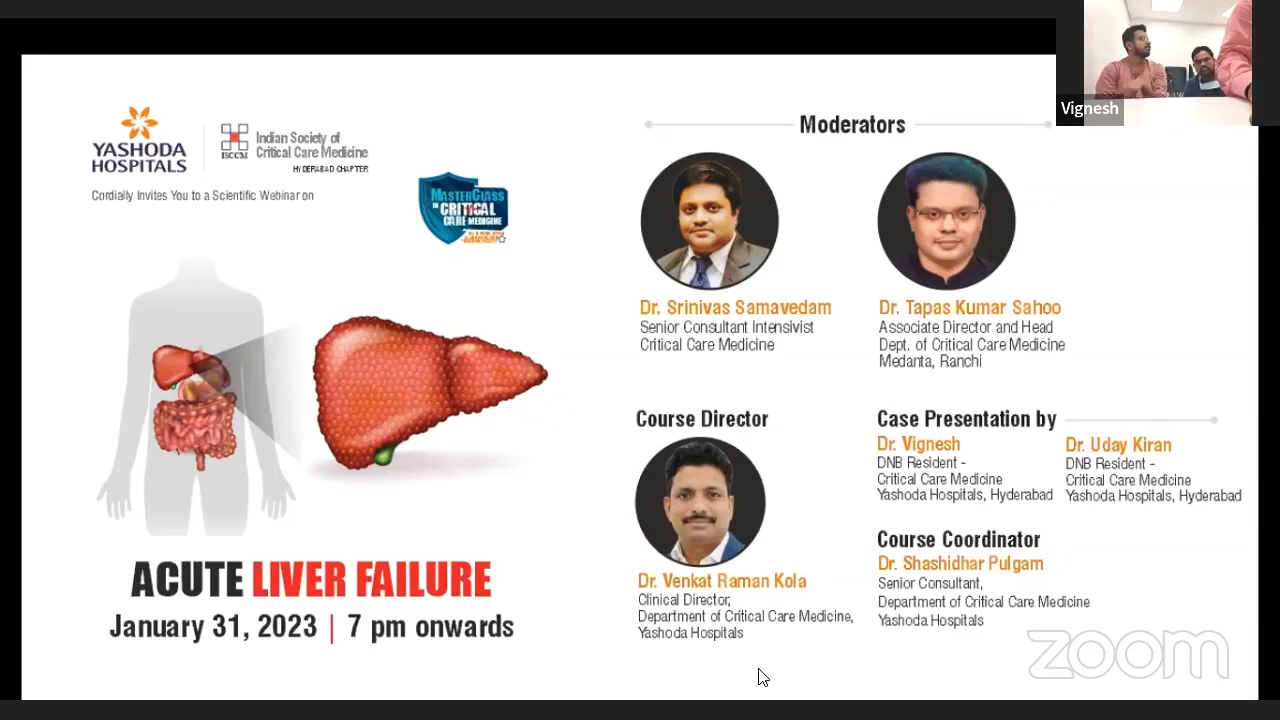 YASHODA
HOSPITALS
ISCCM
Indian Society of
Critical Care Medicine
HYDERABAD CHAPTER
Cordially Invites You to a Scientific Webinar on
MASTERCLASS
IN CRITICAL
CARE MEDICINE
ACUTE LIVER FAILURE
January 31, 2023 | 7 pm onwards
Moderators
Dr. Srinivas Samavedam
Senior Consultant Intensivist
Critical Care Medicine
Dr. Tapas Kumar Sahoo
Associate Director and Head
Dept. of Critical Care Medicine
Medanta, Ranchi
Course Director
Dr. Venkat Raman Kola
Clinical Director,
Department of Critical Care Medicine,
Yashoda Hospitals
Case Presentation by
Dr. Vignesh
DNB Resident -
Critical Care Medicine
Yashoda Hospitals, Hyderabad
Dr. Uday Kiran
DNB Resident -
Critical Care Medicine
Yashoda Hospitals, Hyderabad
Course Coordinator
Dr. Shashidhar Pulgam
Senior Consultant,
Department of Critical Care Medicine
Yashoda Hospitals
Vignesh
zoom